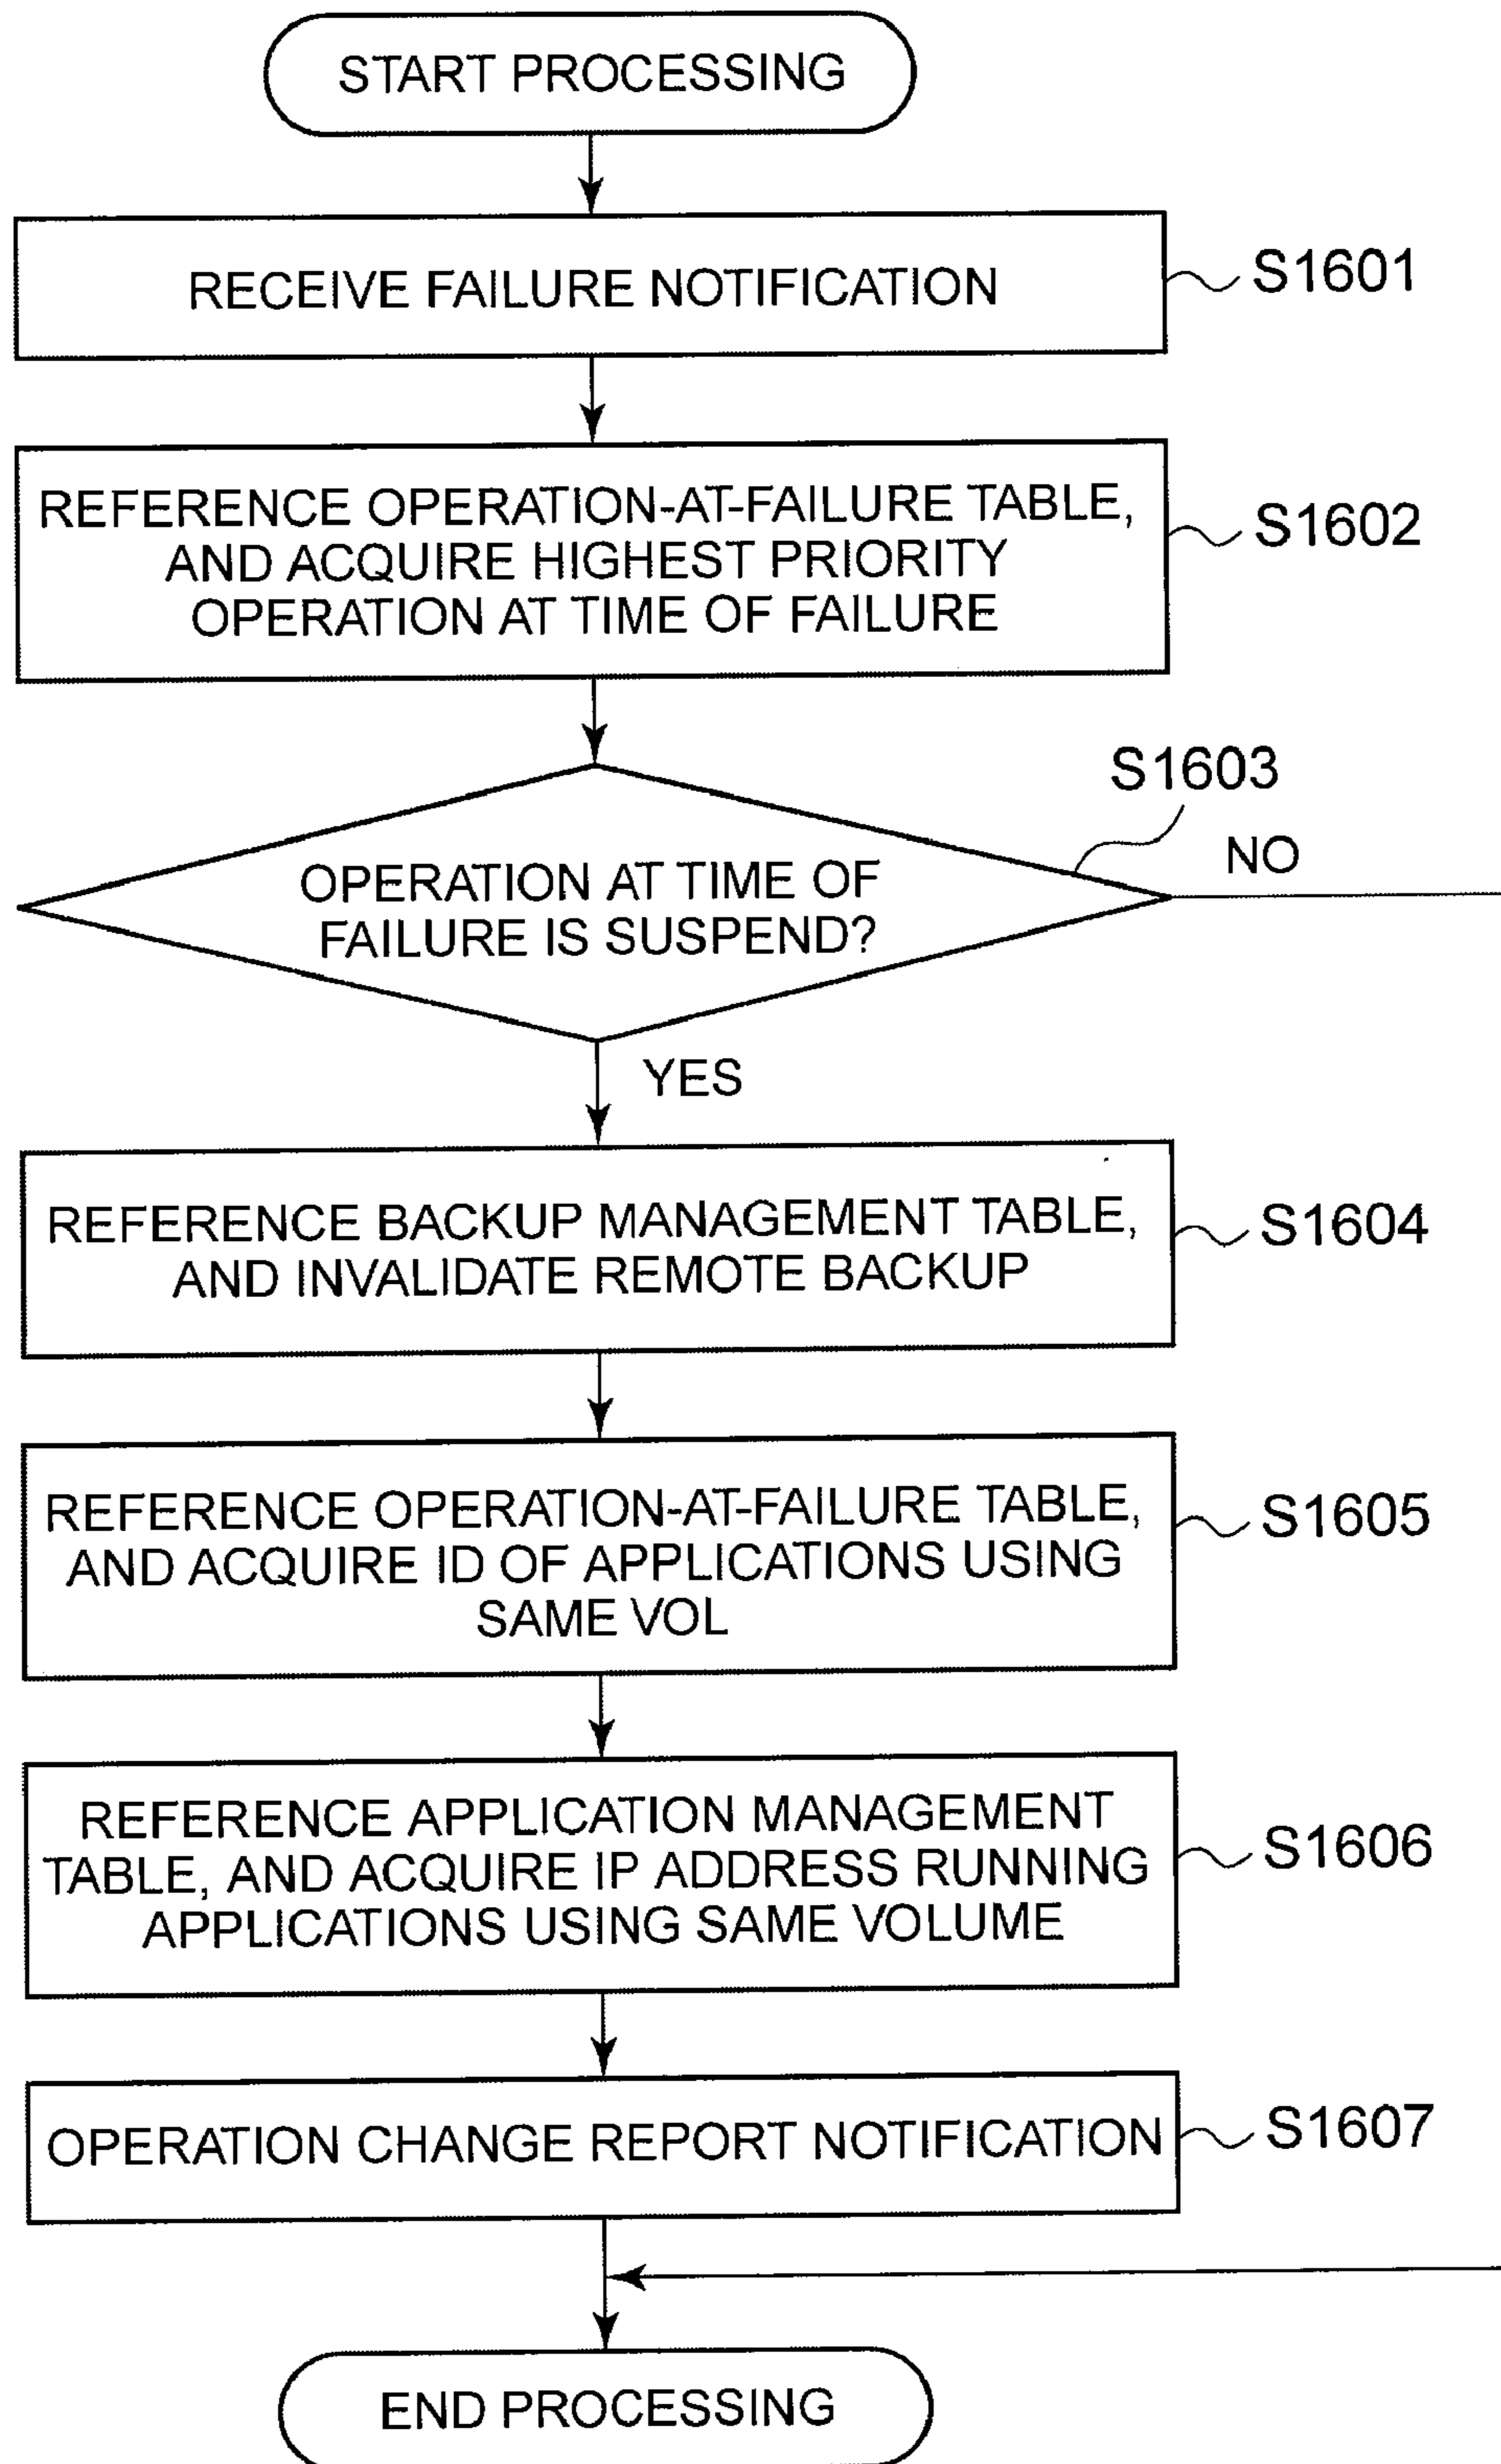 START PROCESSING
RECEIVE FAILURE NOTIFICATION
S1601
REFERENCE OPERATION-AT-FAILURE TABLE,
AND ACQUIRE HIGHEST PRIORITY
OPERATION AT TIME OF FAILURE
S1602
S1603
NO
OPERATION AT TIME OF
FAILURE IS SUSPEND?
YES
REFERENCE BACKUP MANAGEMENT TABLE,
AND INVALIDATE REMOTE BACKUP
S1604
REFERENCE OPERATION-AT-FAILURE TABLE,
AND ACQUIRE ID OF APPLICATIONS USING
SAME VOL
S1605
REFERENCE APPLICATION MANAGEMENT
TABLE, AND ACQUIRE IP ADDRESS RUNNING
APPLICATIONS USING SAME VOLUME
S1606
OPERATION CHANGE REPORT NOTIFICATION
S1607
END PROCESSING